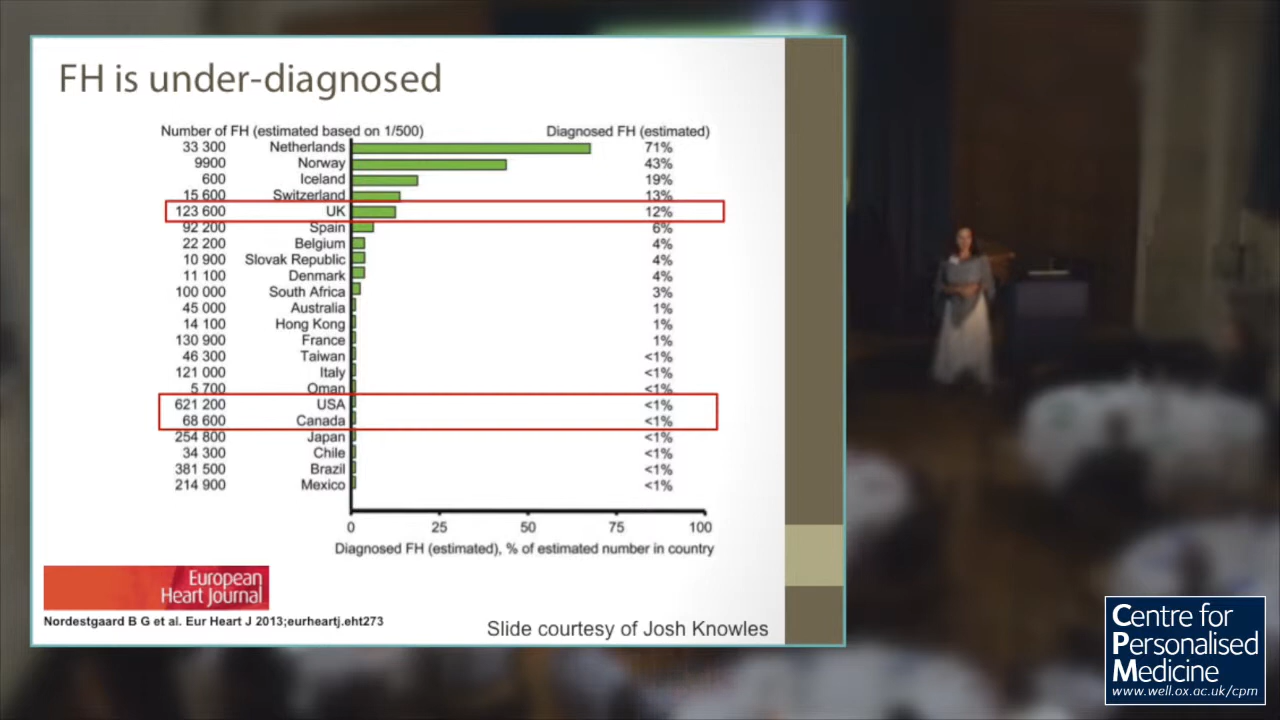 FH is under-diagnosed
Number of FH (estimated based on 1/500) Diagnosed FH (estimated)
33 300 Netherlands 71%
9900 Norway 43%
600 Iceland 19%
15 600 Switzerland 13%
123 600 UK 12%
92 200 Spain 6%
22 200 Belgium 4%
10 900 Slovak Republic 4%
11 100 Denmark 4%
100 000 South Africa 3%
45 000 Australia 1%
14 100 Hong Kong 1%
130 900 France 1%
46 300 Taiwan <1%
121 000 Italy <1%
5 700 Oman <1%
621 200 USA <1%
68 600 Canada <1%
254 800 Japan <1%
34 300 Chile <1%
381 500 Brazil <1%
214 900 Mexico <1%
0 25 50 75 100
Diagnosed FH (estimated), % of estimated number in country
European
Heart Journal
Nordestgaard B G et al. Eur Heart J 2013;eurheartj.eht273
Slide courtesy of Josh Knowles
Centre for
Personalised
Medicine
www.well.ox.ac.uk/cpm